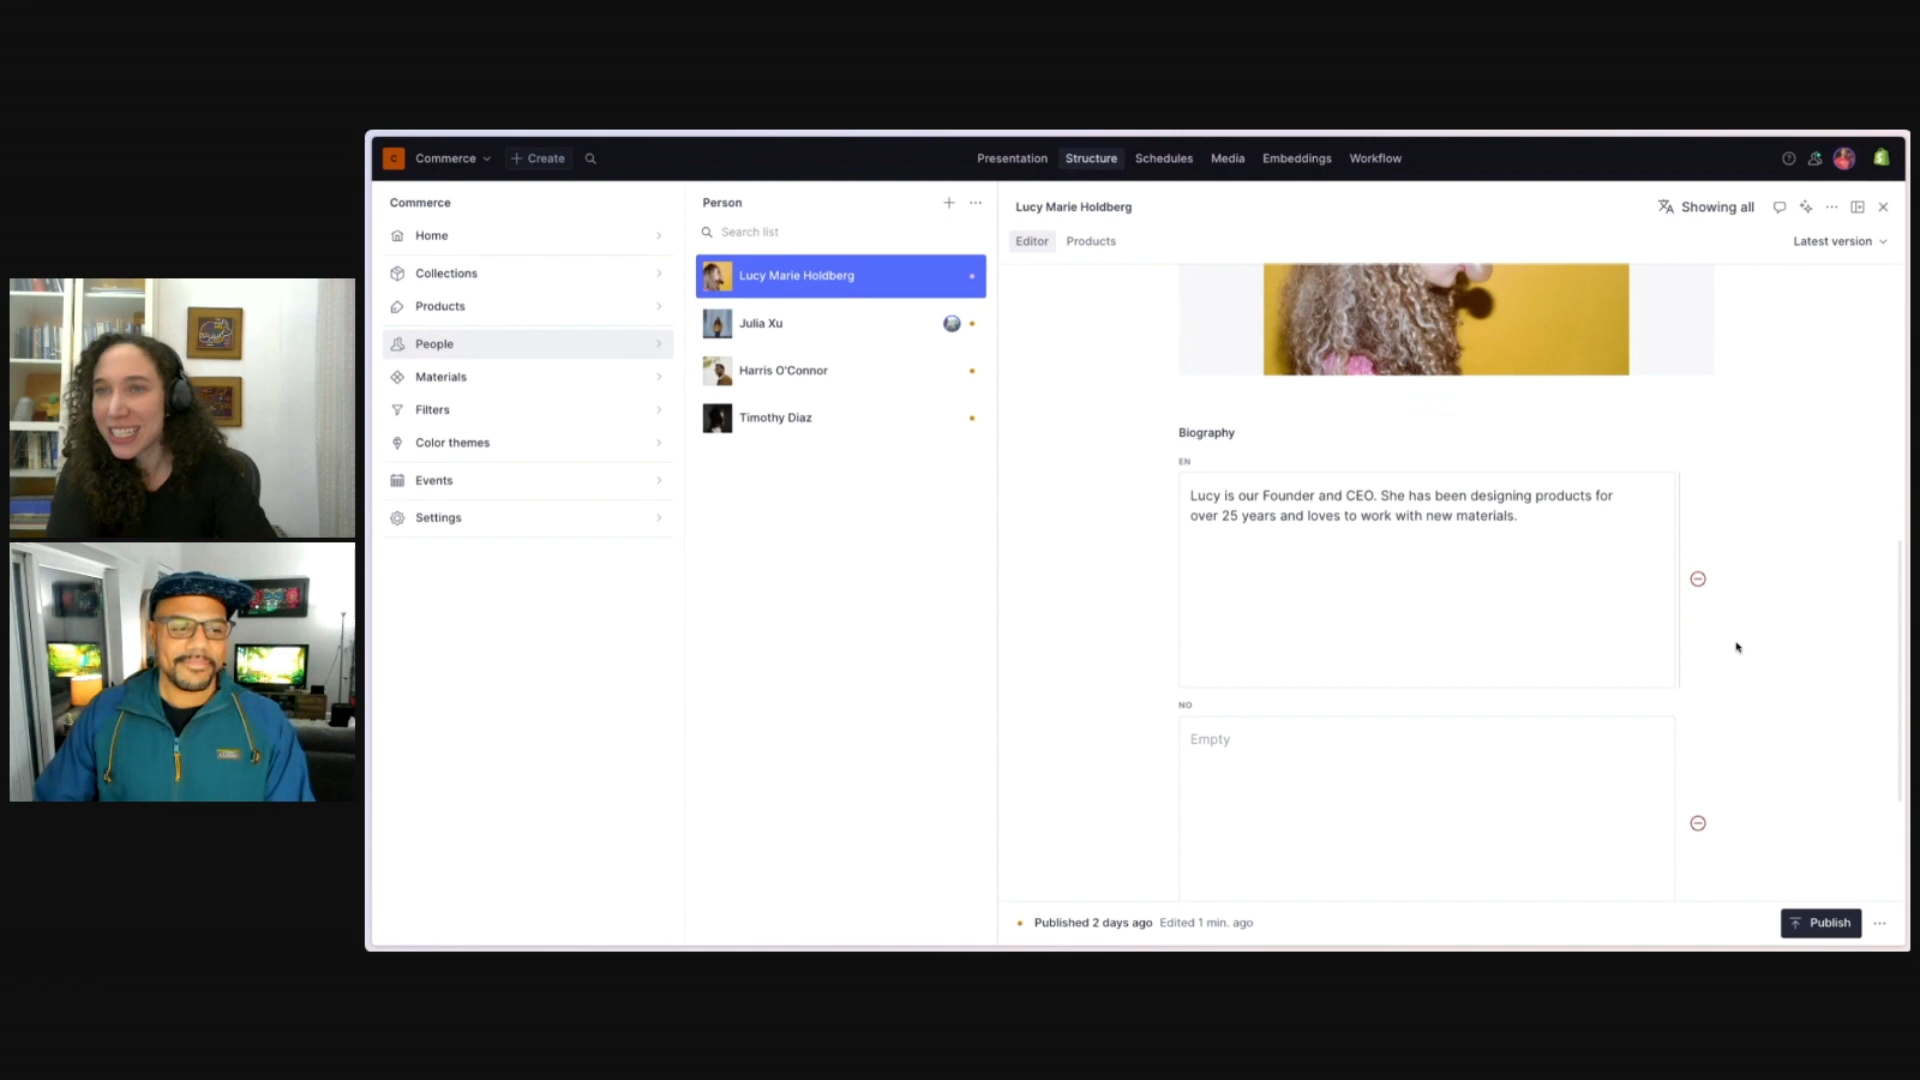 C Commerce Create Presentation Structure Schedules Media Embeddings Workflow
Commerce
Home
Collections
Products
People
Materials
Filters
Color themes
Events
Settings
Person
Search list
Lucy Marie Holdberg
Julia Xu
Harris O'Connor
Timothy Diaz
Lucy Marie Holdberg Showing all
Editor Products Latest version
Biography
EN
Lucy is our Founder and CEO. She has been designing products for
over 25 years and loves to work with new materials.
NO
Empty
Published 2 days ago Edited 1 min. ago Publish